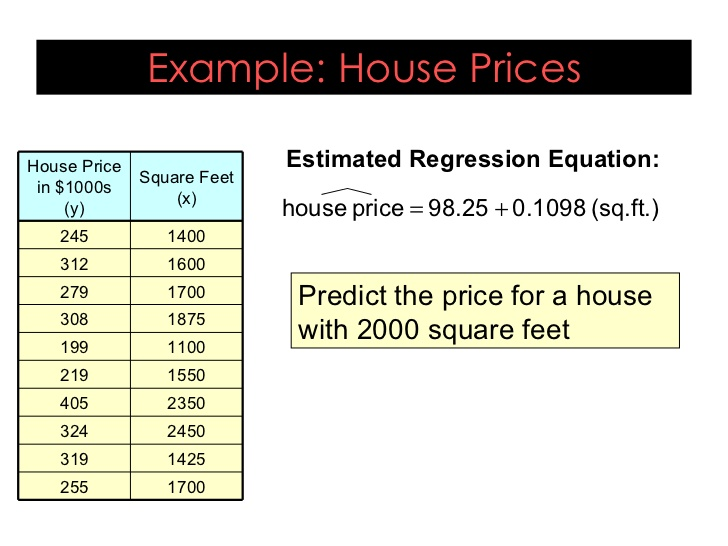 Example: House Prices
House Price
in $1000s
(y)
Square Feet
(x)
245 1400
312 1600
279 1700
308 1875
199 1100
219 1550
405 2350
324 2450
319 1425
255 1700
Estimated Regression Equation:
house price = 98.25 + 0.1098 (sq.ft.)
Predict the price for a house
with 2000 square feet